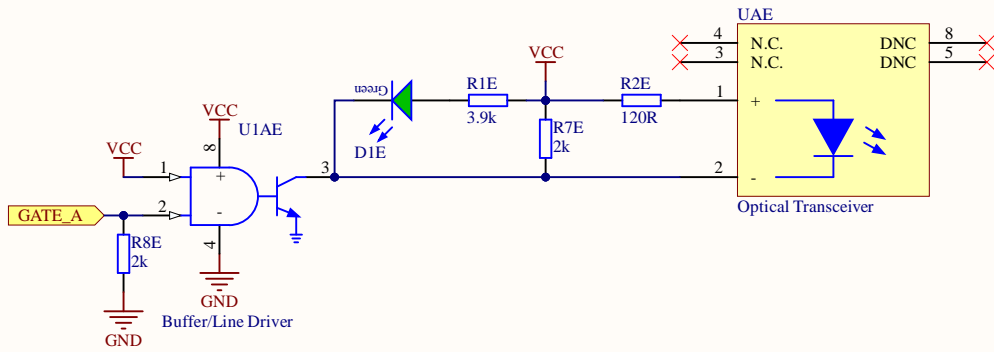 UAE
4
N.C.
DNC
8
3
N.C.
DNC
5
VCC
Green
R1E
3.9k
R2E
120R
1
+
D1E
R7E
2k
VCC
U1AE
8
VCC
1
+
3
2
-
GATE_A
2
-
Optical Transceiver
R8E
2k
4
GND
Buffer/Line Driver
GND